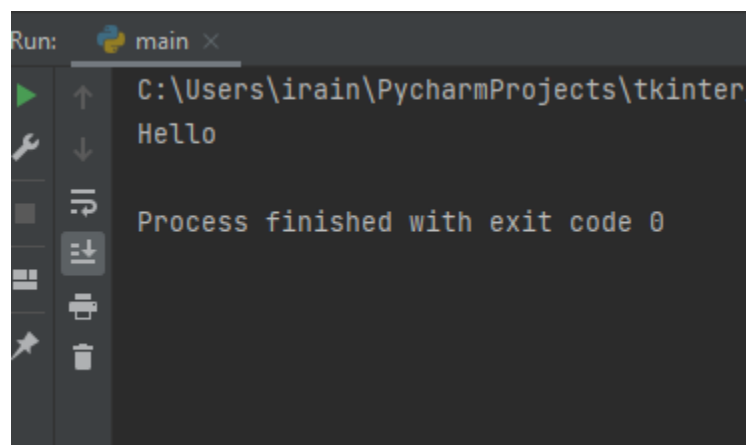 Run: main
C:\Users\irain\PycharmProjects\tkinter
Hello
Process finished with exit code 0